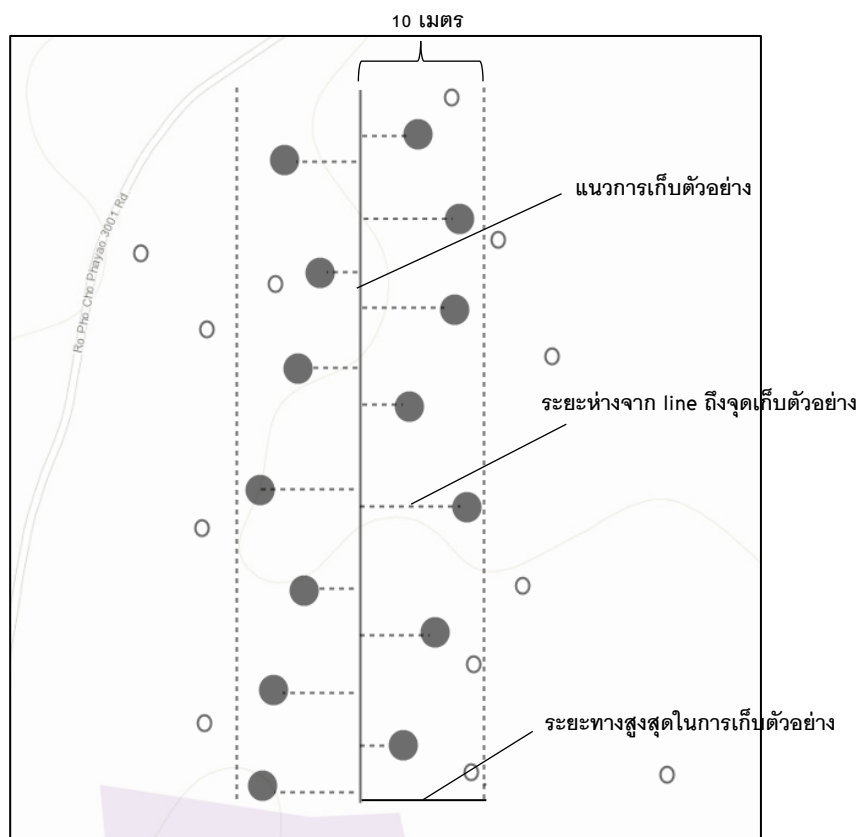 10 เมตร
แนวการเก็บตัวอย่าง
Ro Pho Cho Phayao 3001 Rd
ระยะห่างจาก line ถึงจุดเก็บตัวอย่าง
ระยะทางสูงสุดในการเก็บตัวอย่าง